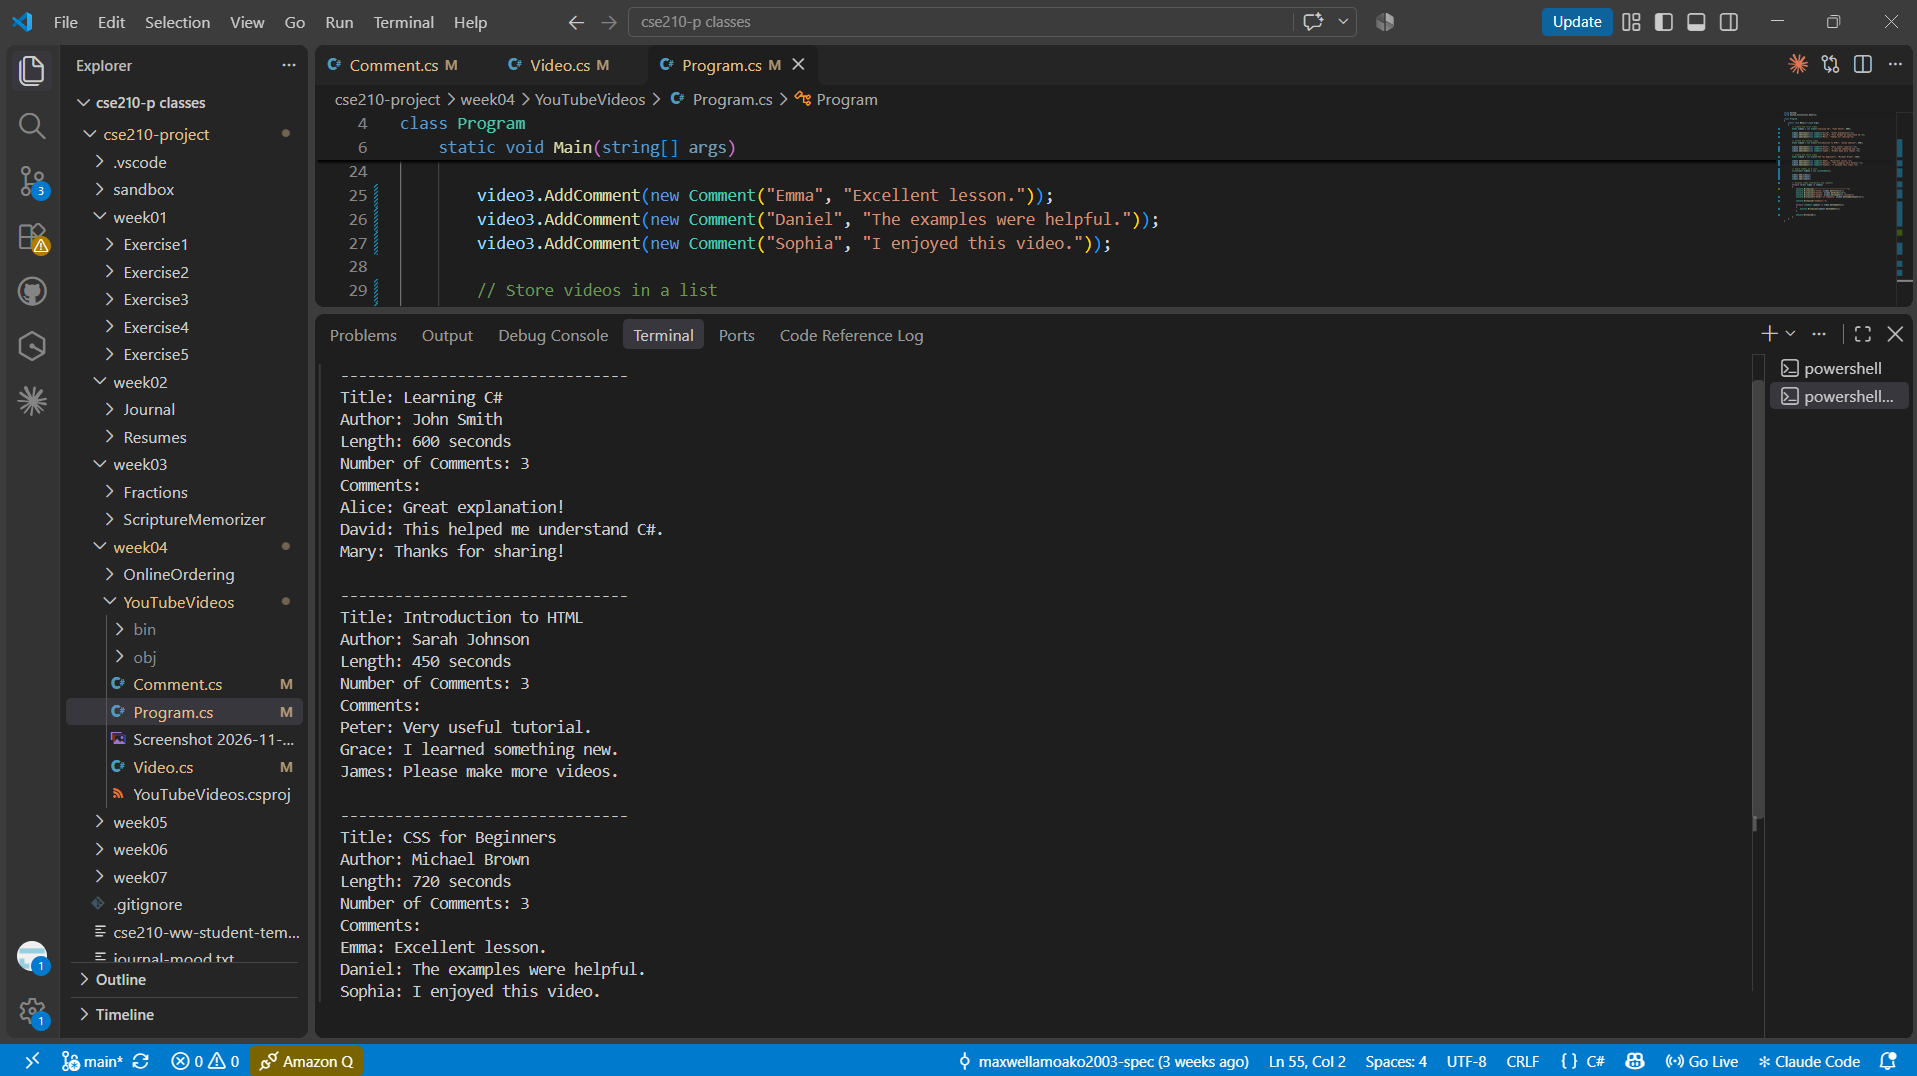 File Edit Selection View Go Run Terminal Help
cse210-p classes
Update
Explorer
cse210-p classes
cse210-project
.vscode
sandbox
week01
Exercise1
Exercise2
Exercise3
Exercise4
Exercise5
week02
Journal
Resumes
week03
Fractions
ScriptureMemorizer
week04
OnlineOrdering
YouTubeVideos
bin
obj
Comment.cs M
Program.cs M
Screenshot 2026-11-...
Video.cs M
YouTubeVideos.csproj
week05
week06
week07
.gitignore
cse210-ww-student-tem...
journal-mood.txt
Outline
Timeline
3
1
1
Comment.cs M Video.cs M Program.cs M
cse210-project > week04 > YouTubeVideos > Program.cs > Program
4 class Program
6 static void Main(string[] args)
24
25 video3.AddComment(new Comment("Emma", "Excellent lesson."));
26 video3.AddComment(new Comment("Daniel", "The examples were helpful."));
27 video3.AddComment(new Comment("Sophia", "I enjoyed this video."));
28
29 // Store videos in a list
Problems Output Debug Console Terminal Ports Code Reference Log
powershell
powershell...
--------------------------------
Title: Learning C#
Author: John Smith
Length: 600 seconds
Number of Comments: 3
Comments:
Alice: Great explanation!
David: This helped me understand C#.
Mary: Thanks for sharing!
--------------------------------
Title: Introduction to HTML
Author: Sarah Johnson
Length: 450 seconds
Number of Comments: 3
Comments:
Peter: Very useful tutorial.
Grace: I learned something new.
James: Please make more videos.
--------------------------------
Title: CSS for Beginners
Author: Michael Brown
Length: 720 seconds
Number of Comments: 3
Comments:
Emma: Excellent lesson.
Daniel: The examples were helpful.
Sophia: I enjoyed this video.
main* 0 0 Amazon Q maxwellamoako2003-spec (3 weeks ago) Ln 55, Col 2 Spaces: 4 UTF-8 CRLF { } C# Go Live Claude Code